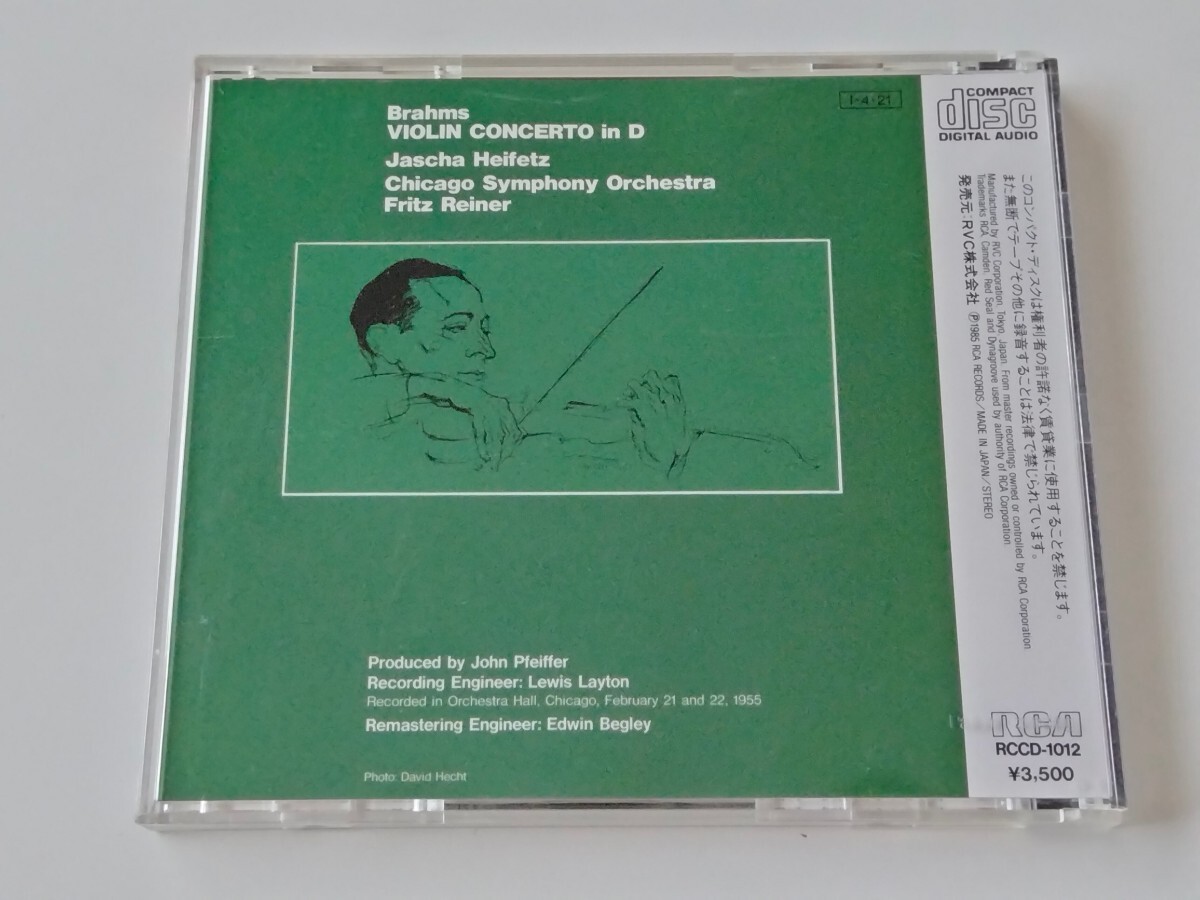 Brahms
VIOLIN CONCERTO in D
Jascha Heifetz
Chicago Symphony Orchestra
Fritz Reiner
I-4-21
Produced by John Pfeiffer
Recording Engineer: Lewis Layton
Recorded in Orchestra Hall, Chicago, February 21 and 22, 1955
Remastering Engineer: Edwin Begley
Photo: David Hecht
COMPACT
disc
DIGITAL AUDIO
このコンパクト・ディスクは権利者の許諾なく賃貸業に使用することを禁じます。
また無断でテープその他に録音することは法律で禁じられています。
Manufactured by RVC Corporation, Tokyo, Japan. From master recordings owned or controlled by RCA Corporation.
Trademarks RCA, Camden, Red Seal and Dynagroove used by authority of RCA Corporation.
発売元：RVC株式会社 Ⓟ1985 RCA RECORDS／MADE IN JAPAN／STEREO
RCA
RCCD-1012
¥3,500